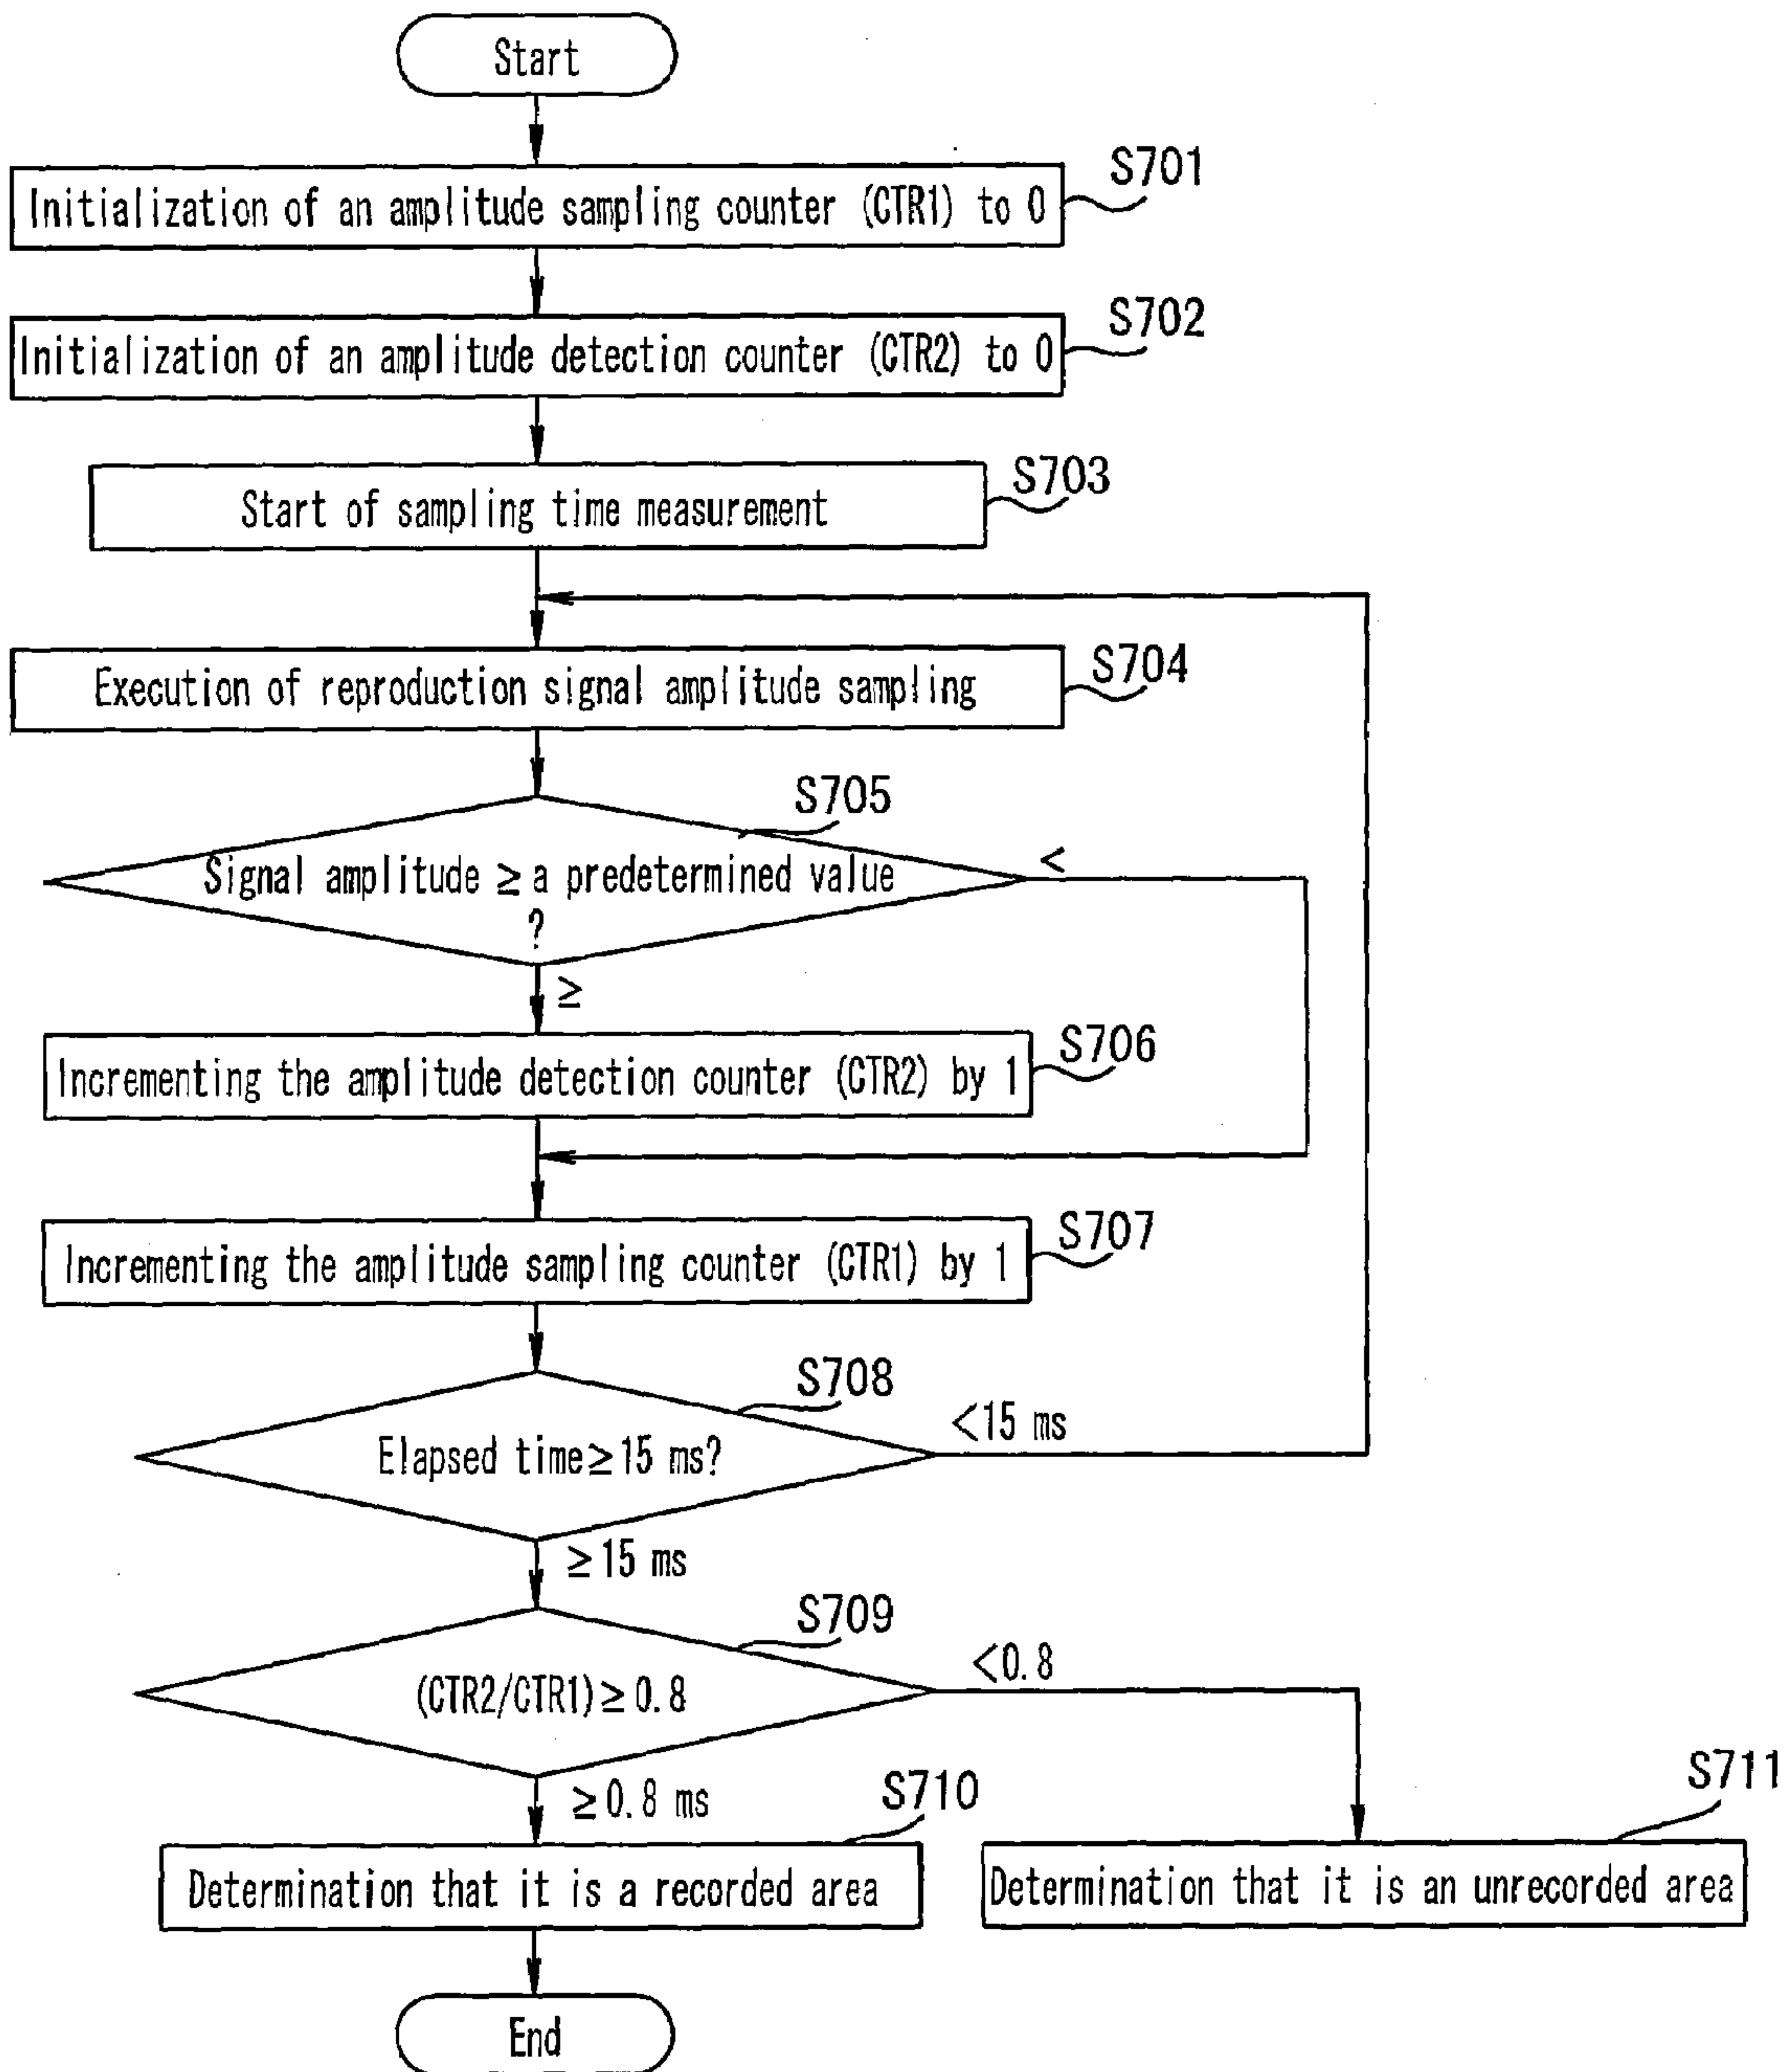 Start
S701
Initialization of an amplitude sampling counter (CTR1) to 0
S702
Initialization of an amplitude detection counter (CTR2) to 0
S703
Start of sampling time measurement
S704
Execution of reproduction signal amplitude sampling
S705
Signal amplitude ≥ a predetermined value
?
<
≥
S706
Incrementing the amplitude detection counter (CTR2) by 1
S707
Incrementing the amplitude sampling counter (CTR1) by 1
S708
Elapsed time≥15 ms?
<15 ms
≥15 ms
S709
(CTR2/CTR1)≥0.8
<0.8
≥0.8 ms
S710
S711
Determination that it is a recorded area
Determination that it is an unrecorded area
End